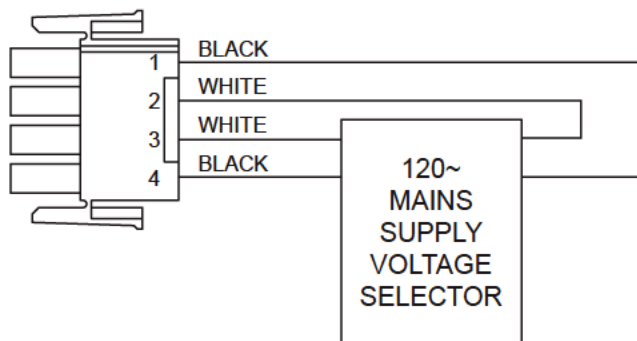 1 BLACK
2 WHITE
3 WHITE
4 BLACK
120~
MAINS
SUPPLY
VOLTAGE
SELECTOR